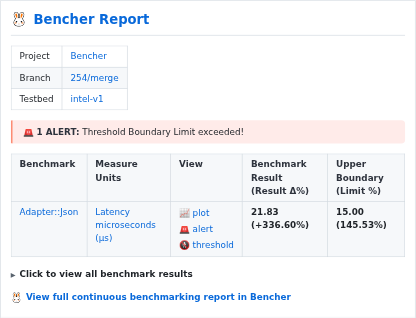 Bencher Report
Project Bencher
Branch 254/merge
Testbed intel-v1
1 ALERT: Threshold Boundary Limit exceeded!
Benchmark Measure Units View Benchmark Result (Result Δ%) Upper Boundary (Limit %)
Adapter::Json Latency microseconds (µs) plot alert threshold 21.83 (+336.60%) 15.00 (145.53%)
▸ Click to view all benchmark results
View full continuous benchmarking report in Bencher